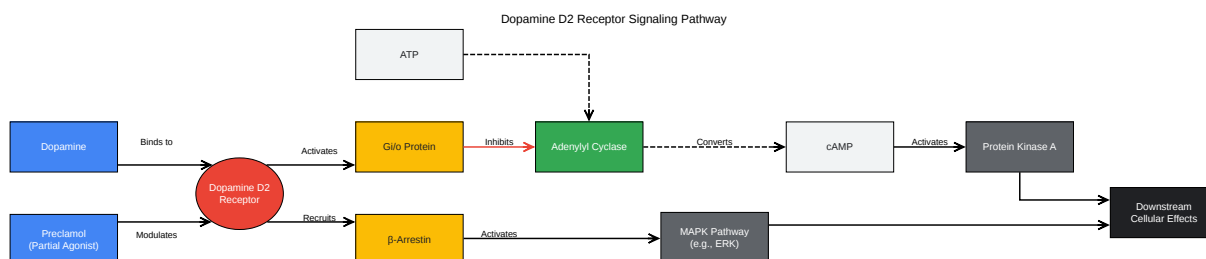 Dopamine D2 Receptor Signaling Pathway
ATP
Dopamine
Binds to
Activates
Gi/o Protein
Inhibits
Adenylyl Cyclase
Converts
cAMP
Activates
Protein Kinase A
Dopamine D2
Receptor
Downstream
Cellular Effects
Preclamol
(Partial Agonist)
Modulates
Recruits
β-Arrestin
Activates
MAPK Pathway
(e.g., ERK)